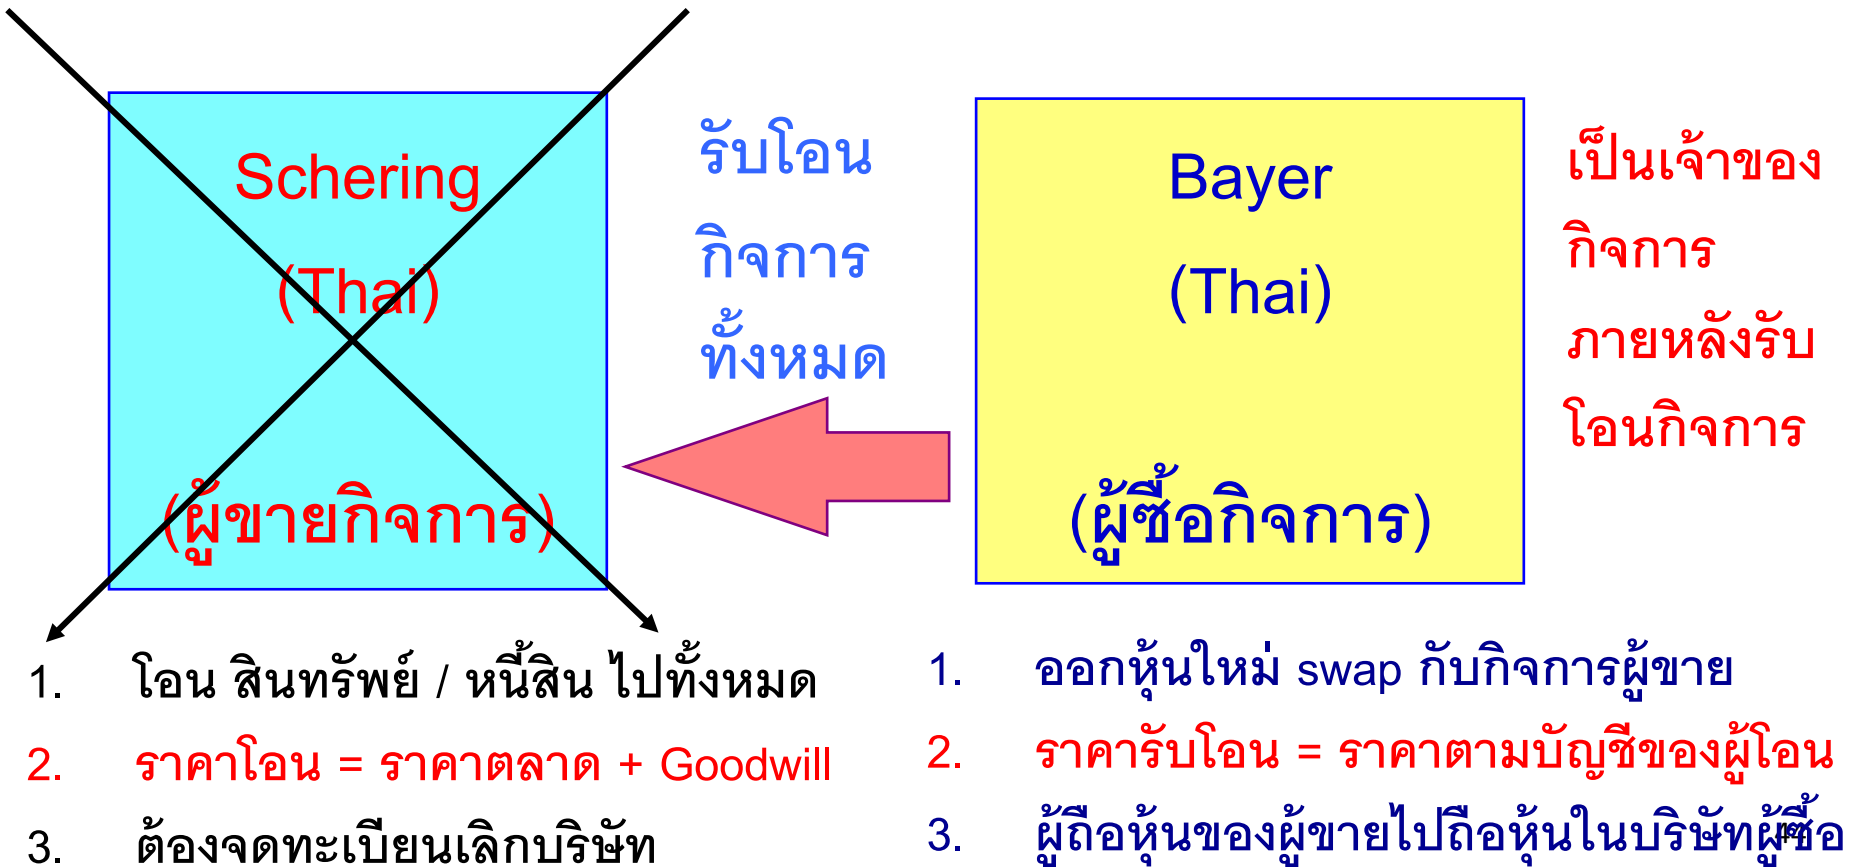 Schering
(Thai)
(ผู้ขายกิจการ)
รับโอน
กิจการ
ทั้งหมด
Bayer
(Thai)
(ผู้ซื้อกิจการ)
เป็นเจ้าของ
กิจการ
ภายหลังรับ
โอนกิจการ
1. โอน สินทรัพย์ / หนี้สิน ไปทั้งหมด
2. ราคาโอน = ราคาตลาด + Goodwill
3. ต้องจดทะเบียนเลิกบริษัท
1. ออกหุ้นใหม่ swap กับกิจการผู้ขาย
2. ราคารับโอน = ราคาตามบัญชีของผู้โอน
3. ผู้ถือหุ้นของผู้ขายไปถือหุ้นในบริษัทผู้ซื้อ